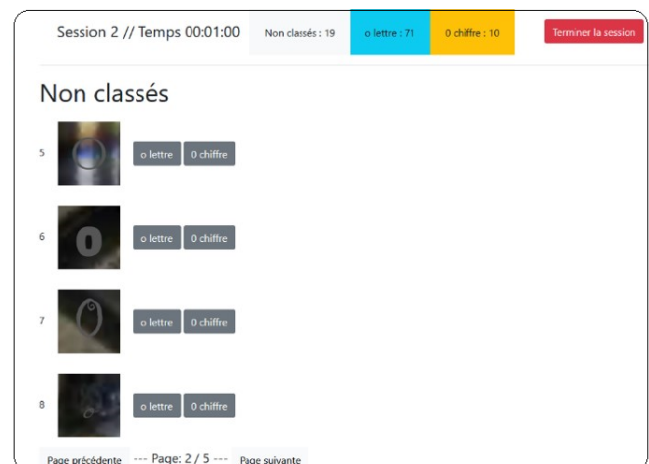 Session 2 // Temps 00:01:00 Non classés : 19 o lettre : 71 0 chiffre : 10 Terminer la session
Non classés
5 o lettre 0 chiffre
6 o lettre 0 chiffre
7 o lettre 0 chiffre
8 o lettre 0 chiffre
Page précédente --- Page: 2 / 5 --- Page suivante